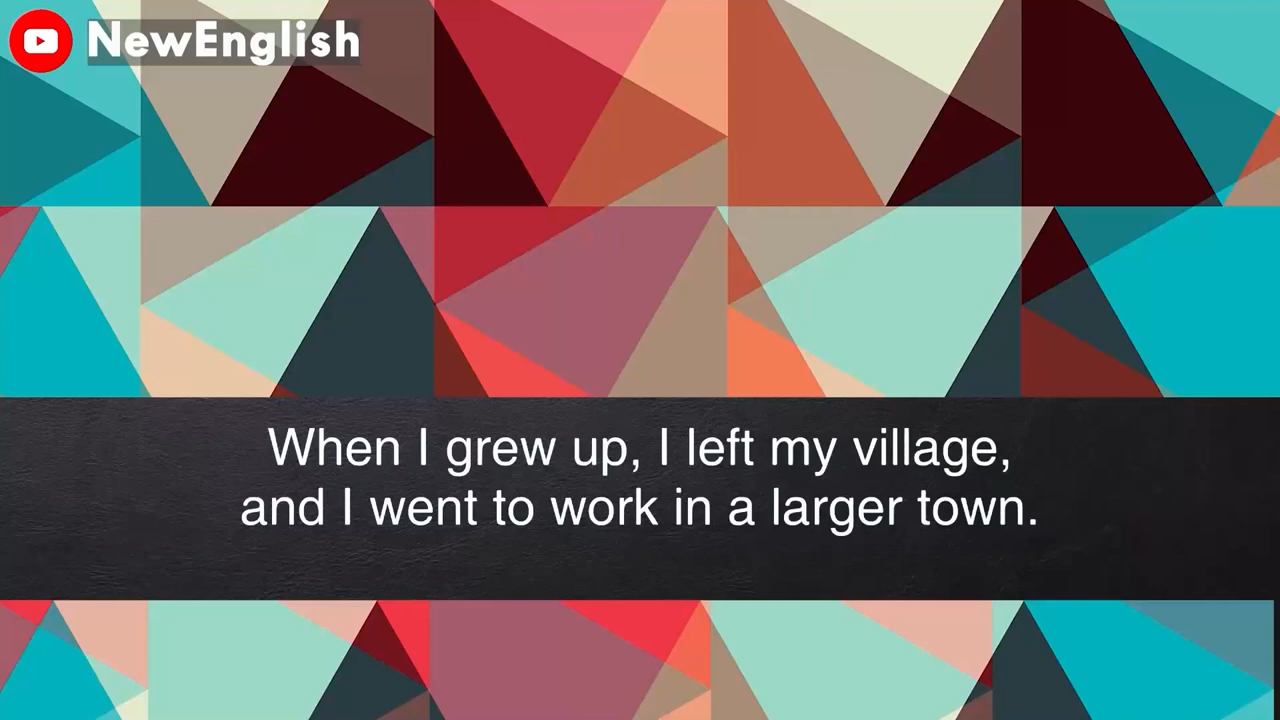 NewEnglish
When I grew up, I left my village,
and I went to work in a larger town.